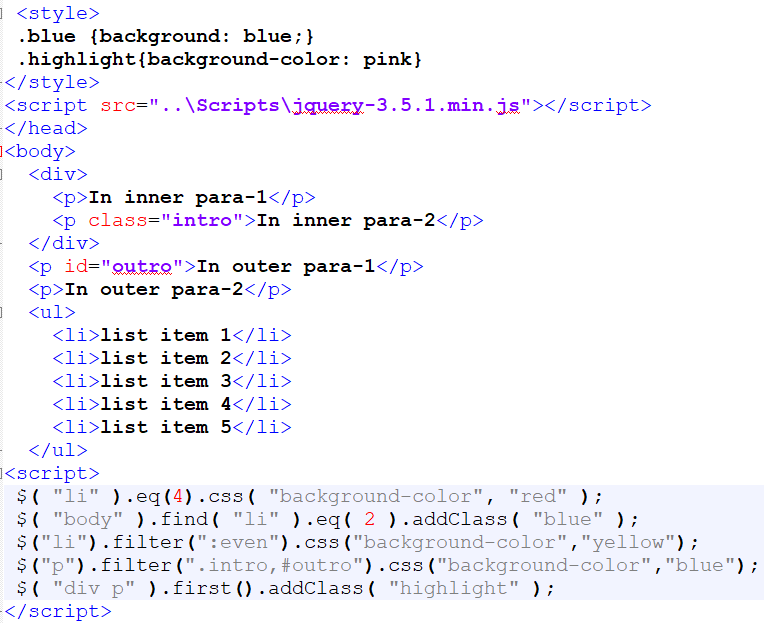 <style>
.blue {background: blue;}
.highlight{background-color: pink}
</style>
<script src="..\Scripts\jquery-3.5.1.min.js"></script>
</head>
<body>
<div>
<p>In inner para-1</p>
<p class="intro">In inner para-2</p>
</div>
<p id="outro">In outer para-1</p>
<p>In outer para-2</p>
<ul>
<li>list item 1</li>
<li>list item 2</li>
<li>list item 3</li>
<li>list item 4</li>
<li>list item 5</li>
</ul>
<script>
$( "li" ).eq(4).css( "background-color", "red" );
$( "body" ).find( "li" ).eq( 2 ).addClass( "blue" );
$("li").filter(":even").css("background-color","yellow");
$("p").filter(".intro,#outro").css("background-color","blue");
$( "div p" ).first().addClass( "highlight" );
</script>